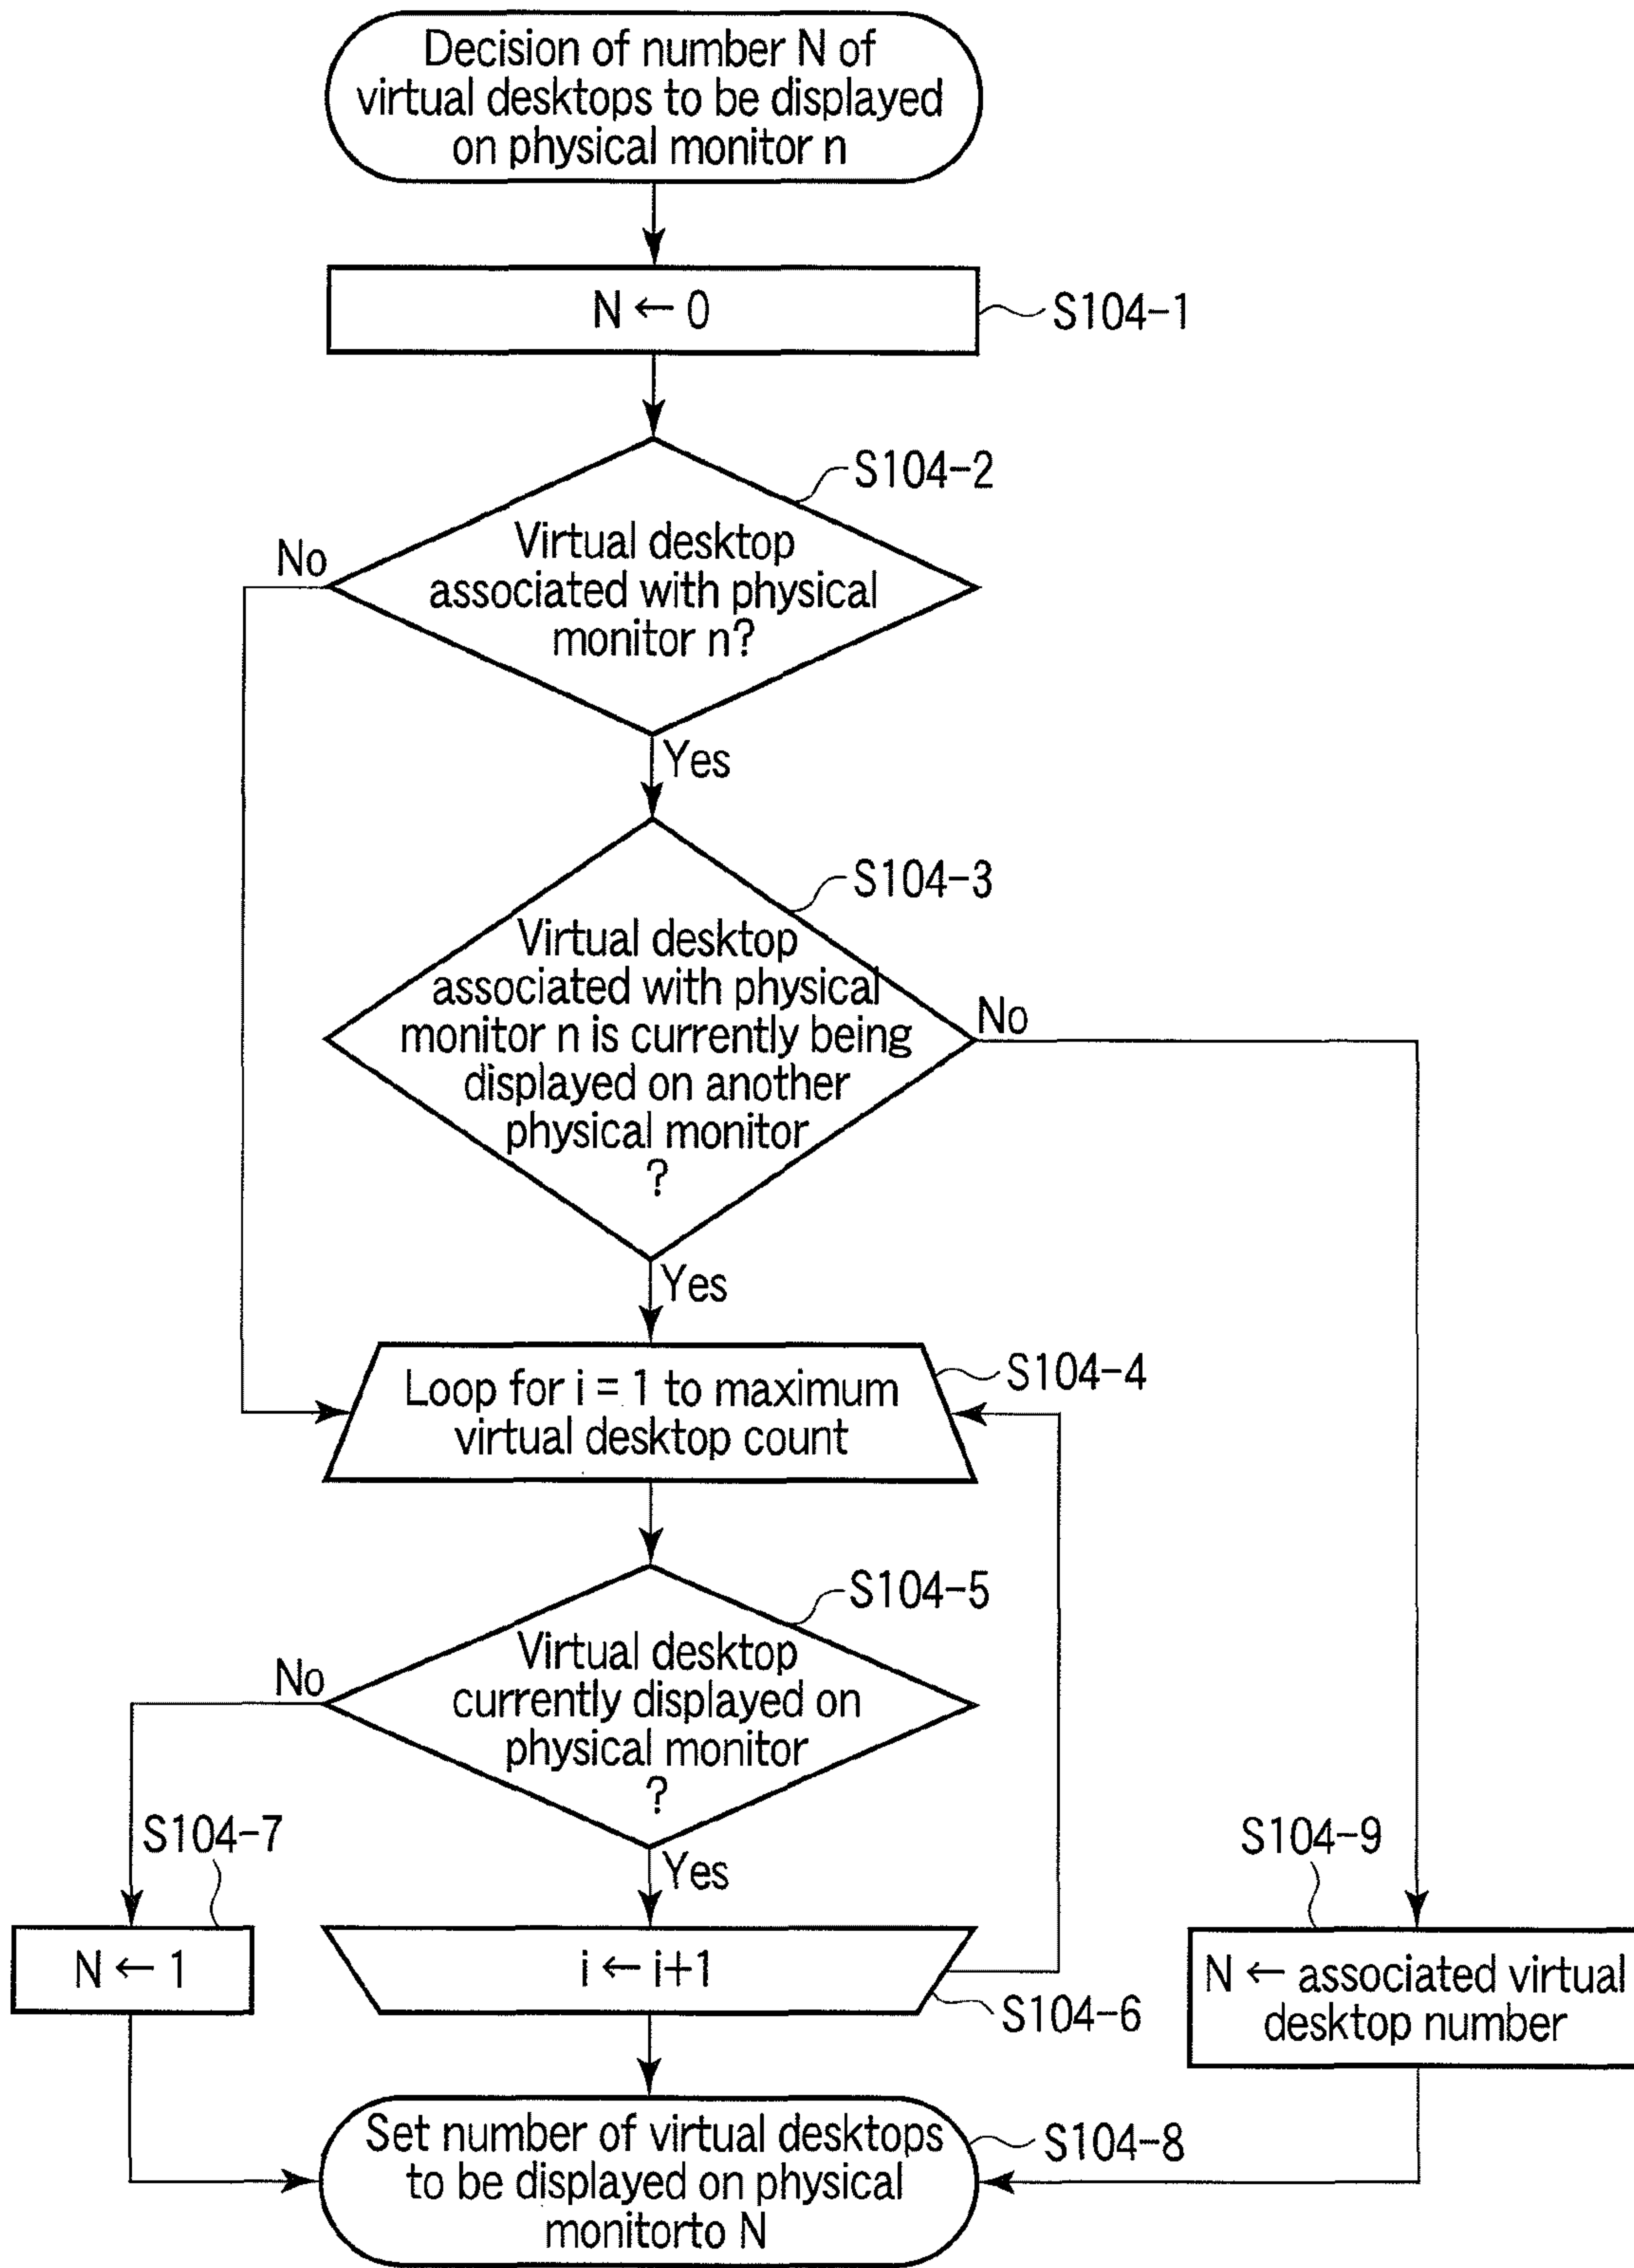 Decision of number N of
virtual desktops to be displayed
on physical monitor n
N ← 0
S104-1
S104-2
No
Virtual desktop
associated with physical
monitor n?
Yes
S104-3
Virtual desktop
associated with physical
monitor n is currently being
displayed on another
physical monitor
?
No
Yes
S104-4
Loop for i = 1 to maximum
virtual desktop count
S104-5
No
Virtual desktop
currently displayed on
physical monitor
?
Yes
S104-7
N ← 1
i ← i+1
S104-6
S104-9
N ← associated virtual
desktop number
Set number of virtual desktops
to be displayed on physical
monitorto N
S104-8